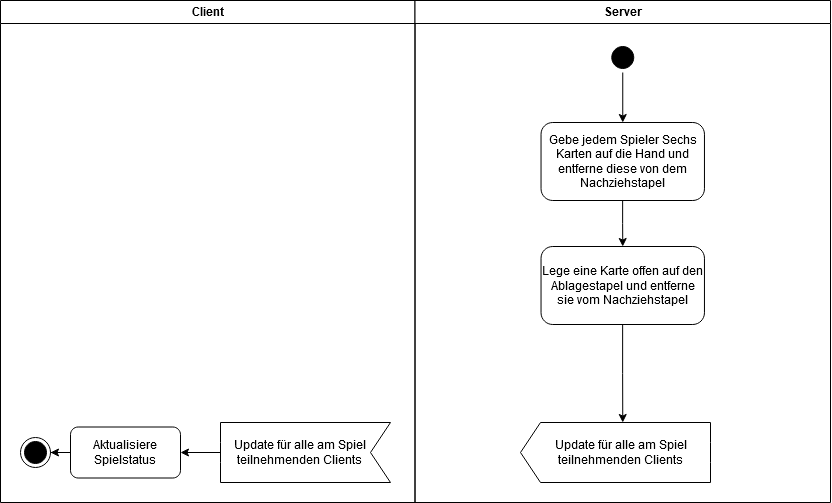 Client
Server
Gebe jedem Spieler Sechs
Karten auf die Hand und
entferne diese von dem
Nachziehstapel
Lege eine Karte offen auf den
Ablagestapel und entferne
sie vom Nachziehstapel
Aktualisiere
Spielstatus
Update für alle am Spiel
teilnehmenden Clients
Update für alle am Spiel
teilnehmenden Clients